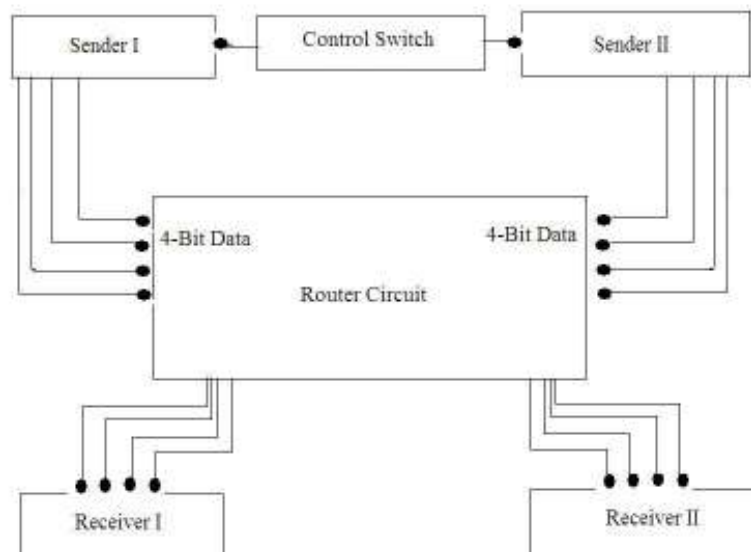 Sender I
Control Switch
Sender II
4-Bit Data
4-Bit Data
Router Circuit
Receiver I
Receiver II